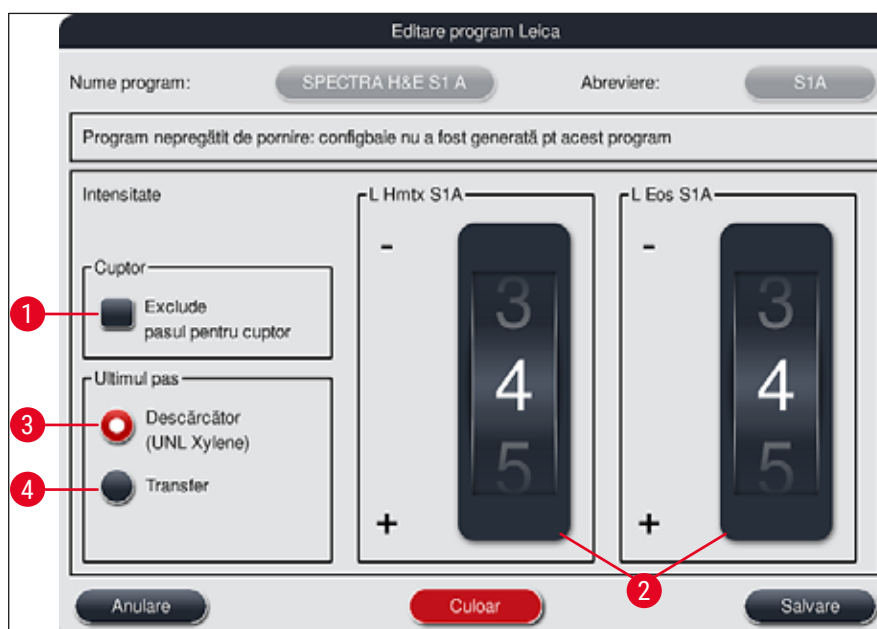 Editare program Leica
Nume program: SPECTRA H&E S1 A Abreviere: S1A
Program nepregătit de pornire: configbaie nu a fost generată pt acest program
Intensitate
L Hmtx S1A
L Eos S1A
-
-
Cuptor
1
Exclude
pasul pentru cuptor
3
4
5
3
4
5
Ultimul pas
3
Descărcător
(UNL Xylene)
4
Transfer
+
+
2
Anulare Culoar Salvare